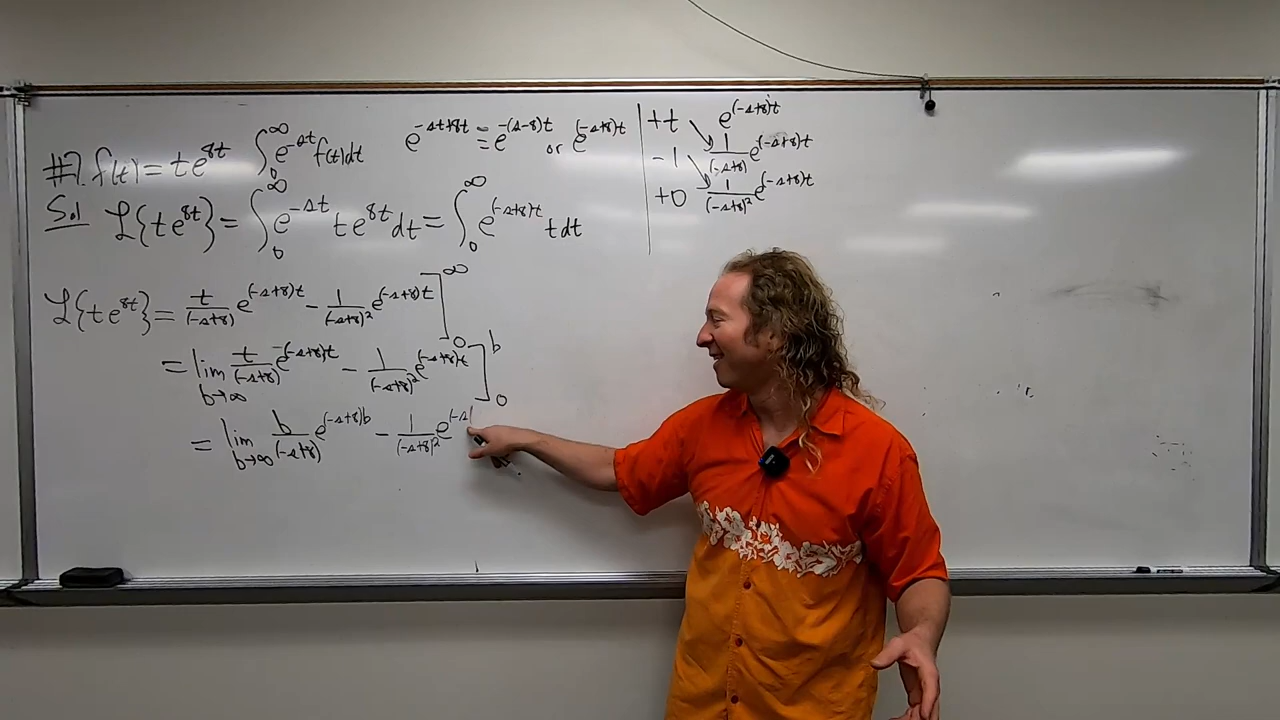 #7. f(t) = te^{8t} ∫_0^∞ e^{-st} f(t)dt e^{-st+8t} = e^{-(s-8)t} or e^{(-s+8)t}
Sol ℒ{te^{8t}} = ∫_0^∞ e^{-st} te^{8t} dt = ∫_0^∞ e^{(-s+8)t} t dt
+t e^{(-s+8)t}
-1 1/(-s+8) e^{(-s+8)t}
+0 1/(-s+8)² e^{(-s+8)t}
ℒ{te^{8t}} = t/(-s+8) e^{(-s+8)t} - 1/(-s+8)² e^{(-s+8)t} ]_0^∞
= lim_{b→∞} t/(-s+8) e^{(-s+8)t} - 1/(-s+8)² e^{(-s+8)t} ]_0^b
= lim_{b→∞} b/(-s+8) e^{(-s+8)b} - 1/(-s+8)² e^{(-s